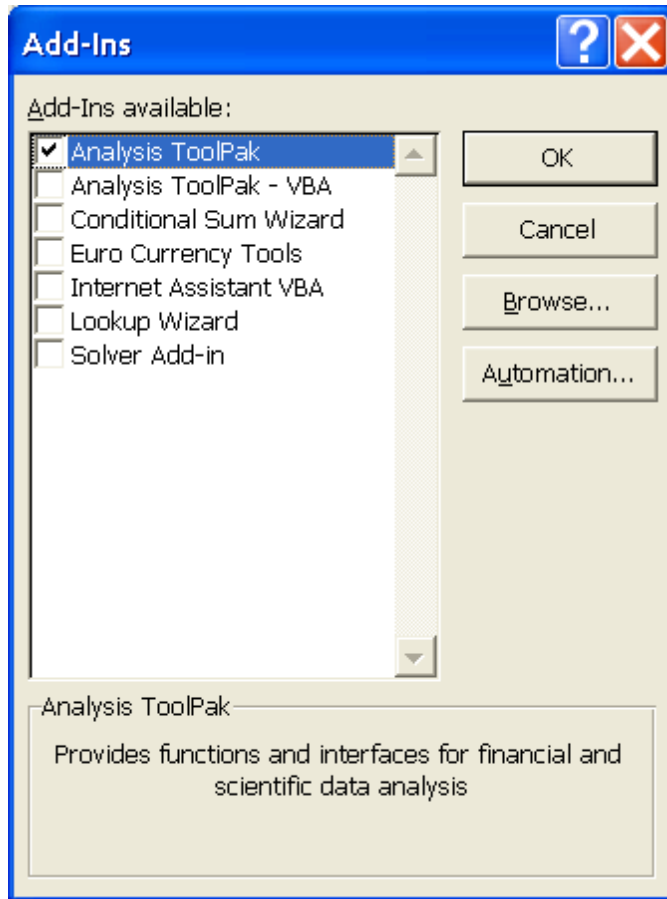 Add-Ins
Add-Ins available:
Analysis ToolPak
Analysis ToolPak - VBA
Conditional Sum Wizard
Euro Currency Tools
Internet Assistant VBA
Lookup Wizard
Solver Add-in
OK
Cancel
Browse...
Automation...
Analysis ToolPak
Provides functions and interfaces for financial and
scientific data analysis